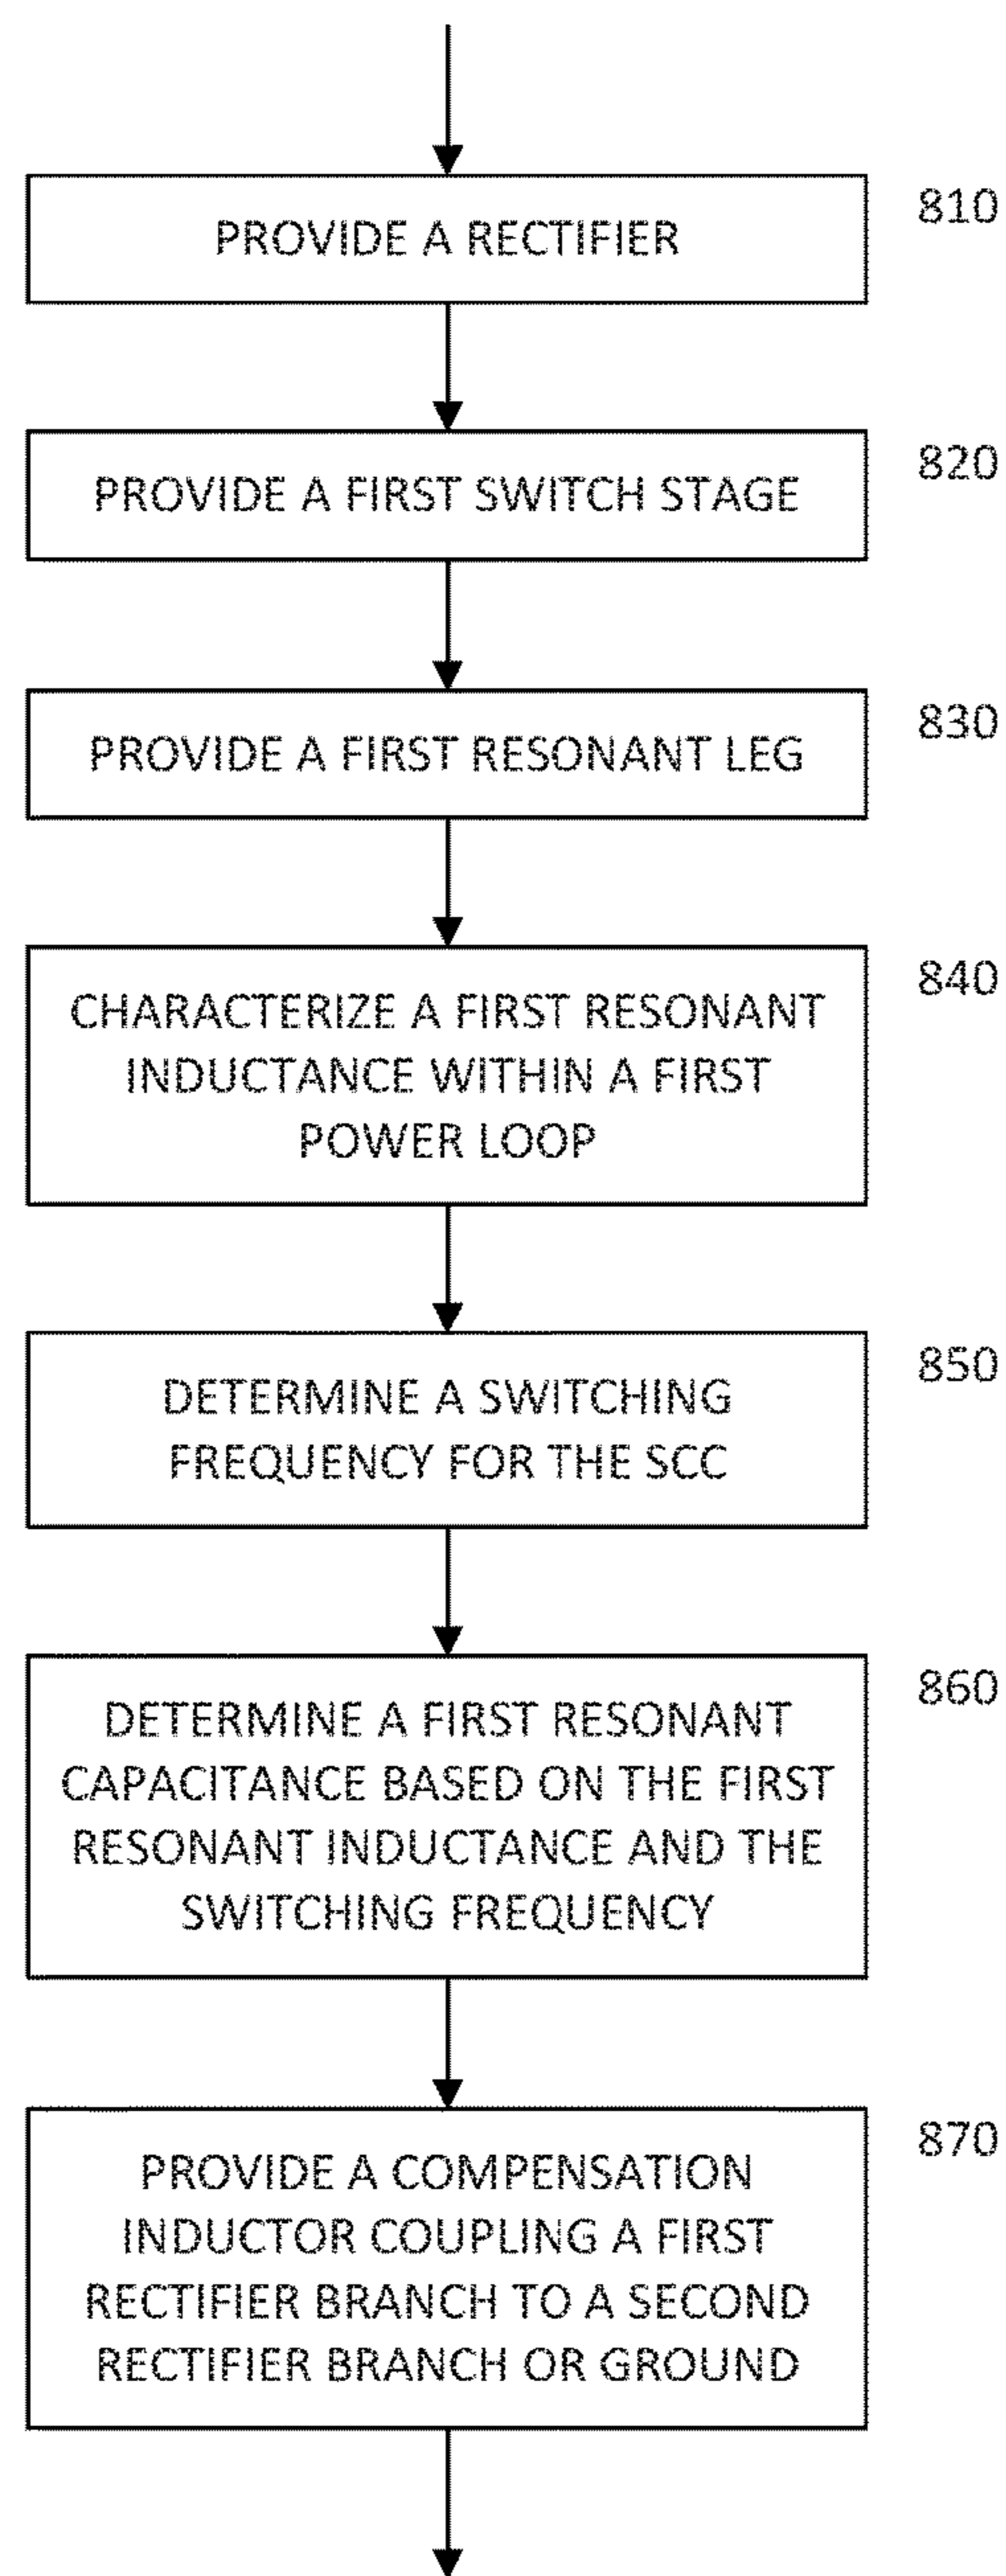 810
PROVIDE A RECTIFIER
820
PROVIDE A FIRST SWITCH STAGE
830
PROVIDE A FIRST RESONANT LEG
840
CHARACTERIZE A FIRST RESONANT
INDUCTANCE WITHIN A FIRST
POWER LOOP
850
DETERMINE A SWITCHING
FREQUENCY FOR THE SCC
860
DETERMINE A FIRST RESONANT
CAPACITANCE BASED ON THE FIRST
RESONANT INDUCTANCE AND THE
SWITCHING FREQUENCY
870
PROVIDE A COMPENSATION
INDUCTOR COUPLING A FIRST
RECTIFIER BRANCH TO A SECOND
RECTIFIER BRANCH OR GROUND